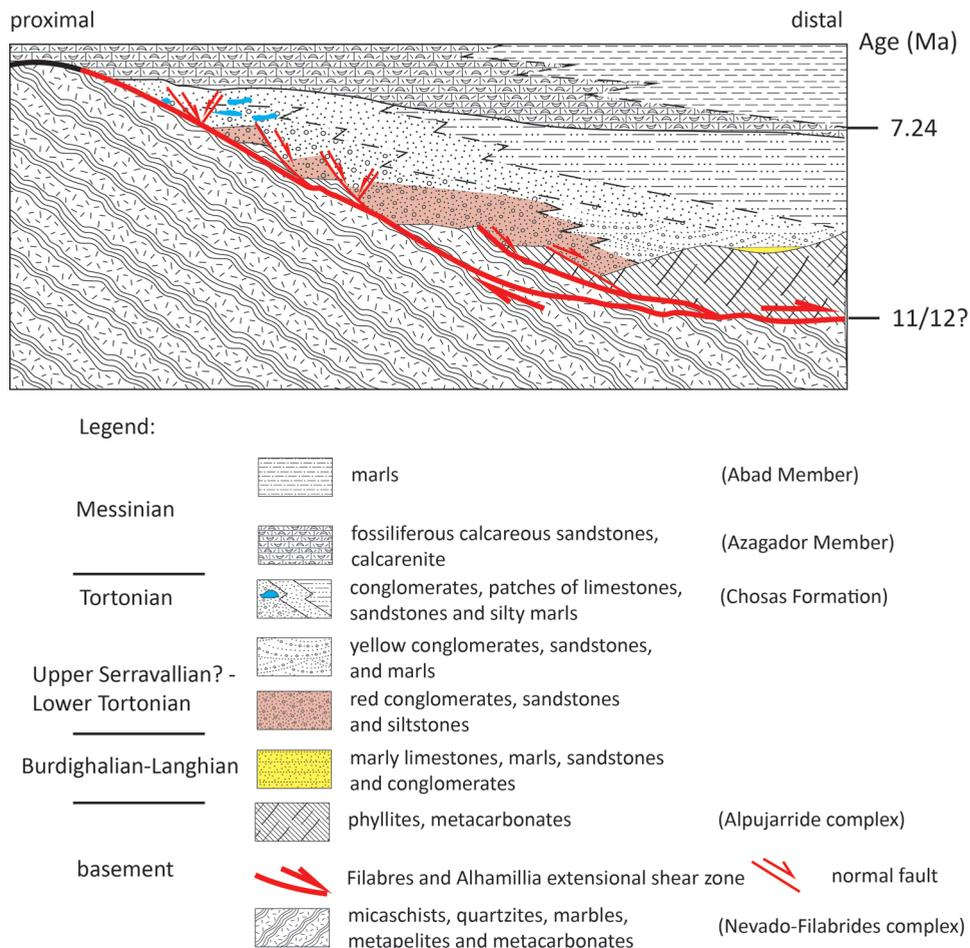 proximal
distal
Age (Ma)
7.24
11/12?
Legend:
Messinian
marls
(Abad Member)
fossiliferous calcareous sandstones,
calcarenite
(Azagador Member)
Tortonian
conglomerates, patches of limestones,
sandstones and silty marls
(Chosas Formation)
Upper Serravallian? -
Lower Tortonian
yellow conglomerates, sandstones,
and marls
red conglomerates, sandstones
and siltstones
Burdighalian-Langhian
marly limestones, marls, sandstones
and conglomerates
basement
phyllites, metacarbonates
(Alpujarride complex)
Filabres and Alhamillia extensional shear zone
normal fault
micaschists, quartzites, marbles,
metapelites and metacarbonates
(Nevado-Filabrides complex)